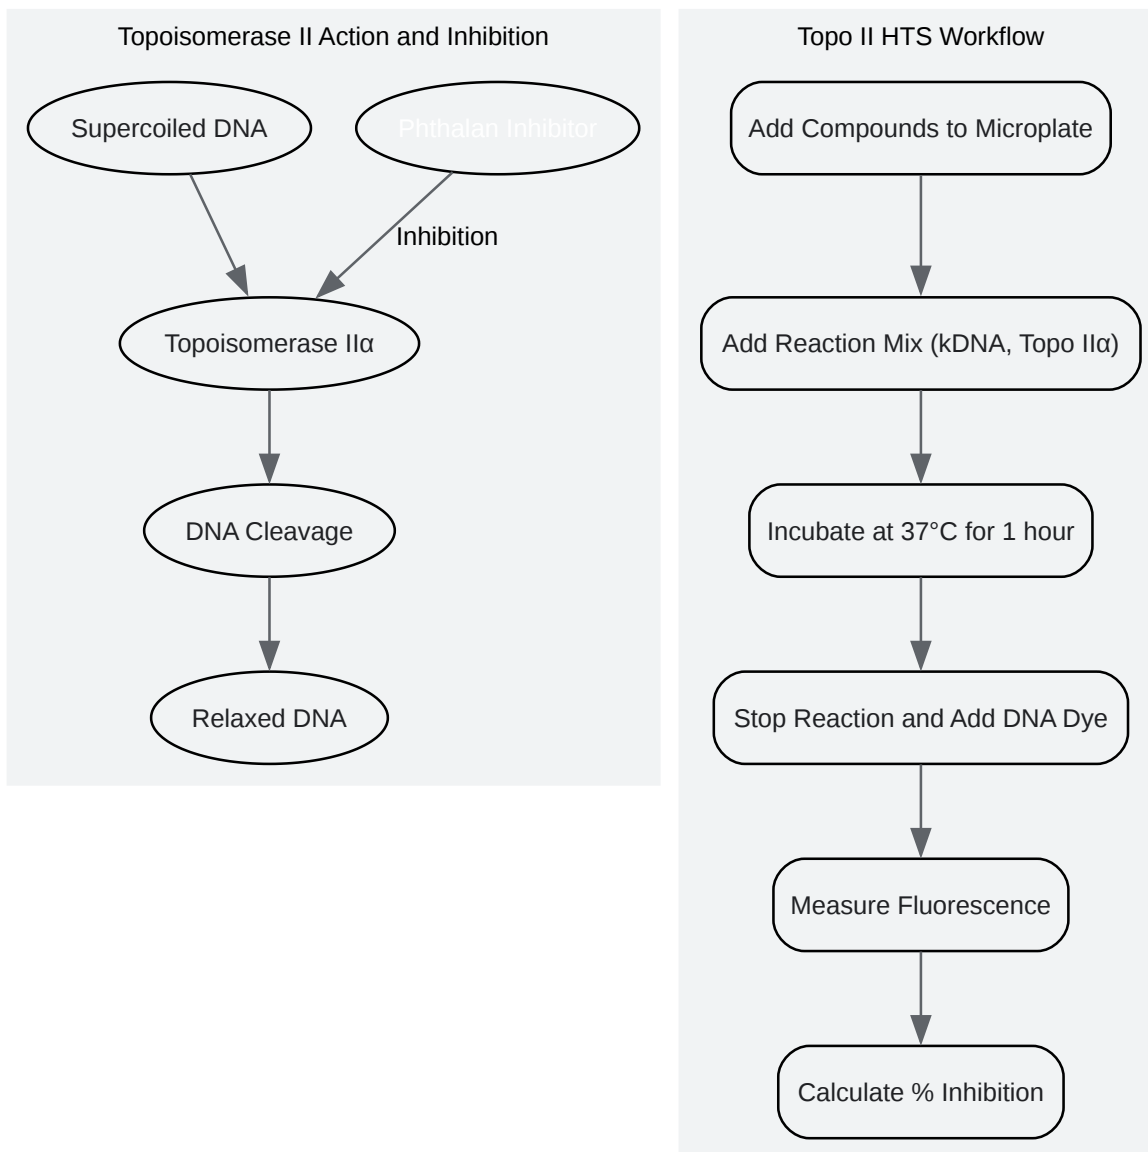 Topoisomerase II Action and Inhibition
Supercoiled DNA
Phthalan Inhibitor
Inhibition
Topoisomerase IIα
DNA Cleavage
Relaxed DNA
Topo II HTS Workflow
Add Compounds to Microplate
Add Reaction Mix (kDNA, Topo IIα)
Incubate at 37°C for 1 hour
Stop Reaction and Add DNA Dye
Measure Fluorescence
Calculate % Inhibition